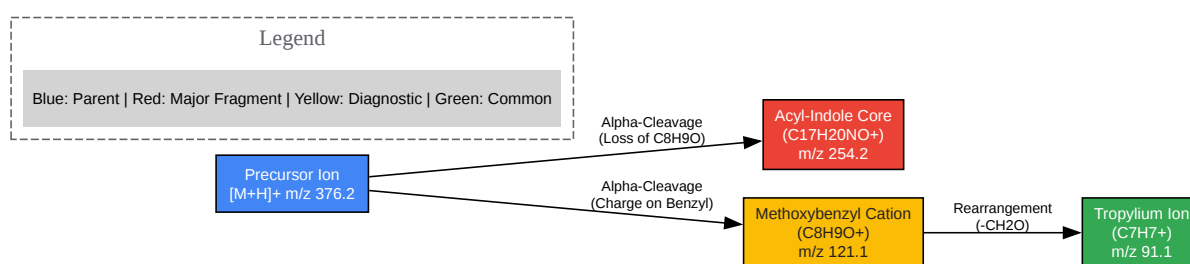 Legend
Blue: Parent | Red: Major Fragment | Yellow: Diagnostic | Green: Common
Precursor Ion
[M+H]+ m/z 376.2
Alpha-Cleavage
(Loss of C8H9O)
Acyl-Indole Core
(C17H20NO+)
m/z 254.2
Alpha-Cleavage
(Charge on Benzyl)
Methoxybenzyl Cation
(C8H9O+)
m/z 121.1
Rearrangement
(-CH2O)
Tropylium Ion
(C7H7+)
m/z 91.1